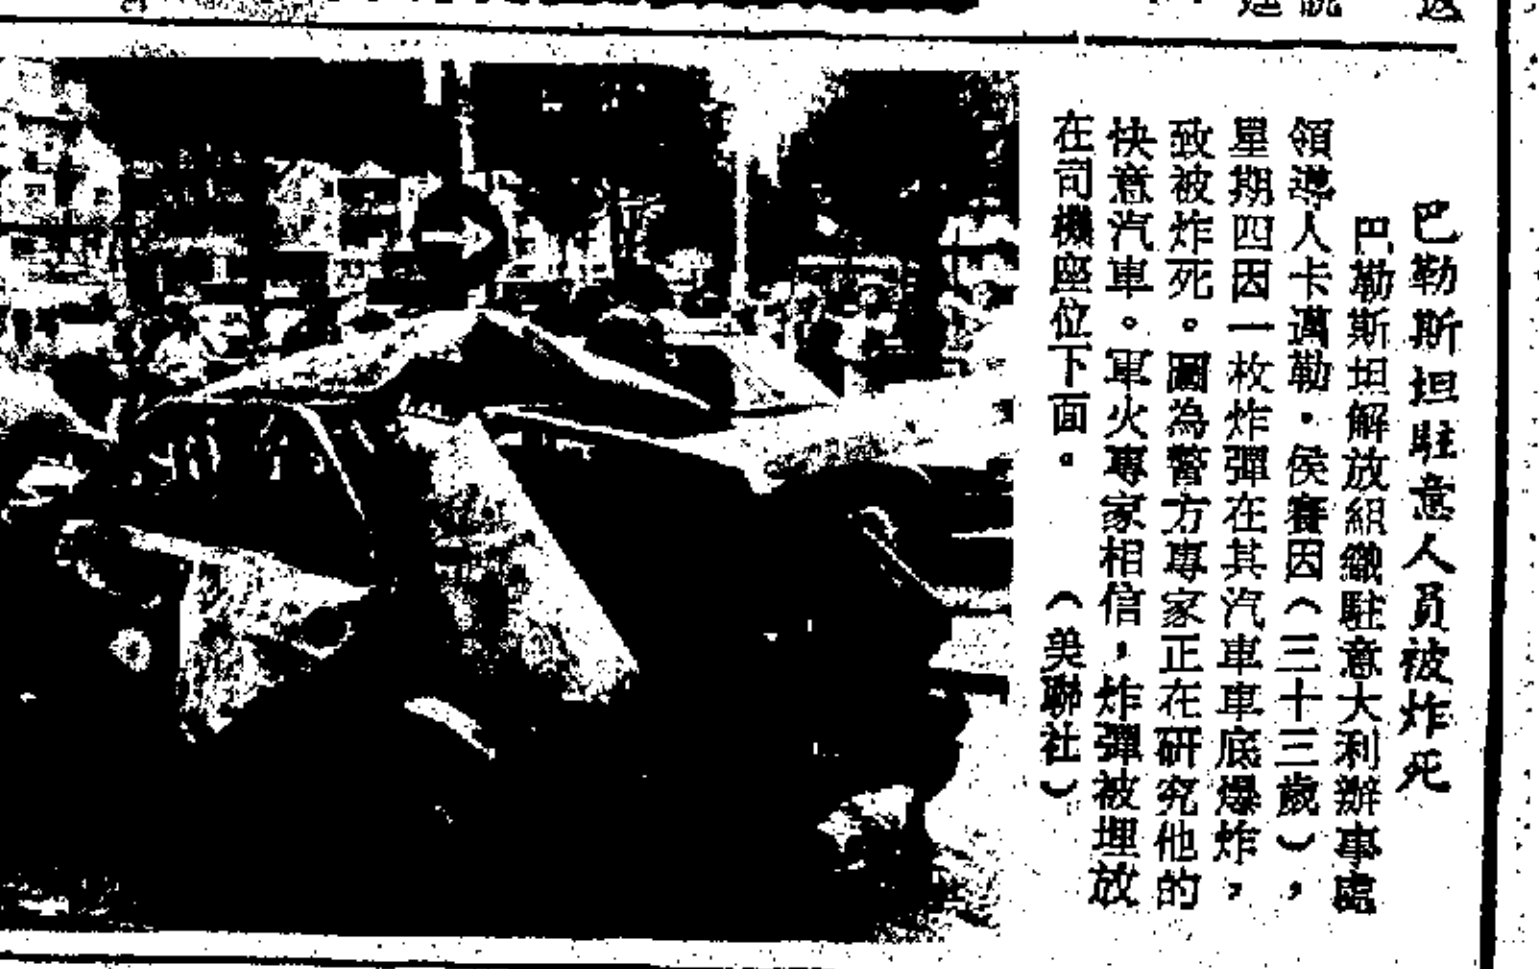 巴勒斯坦駐意人員被炸死
巴勒斯坦解放組織駐意大利辦事處
領導人卡邁勒·侯賽因(三十三歲),
星期四因一枚炸彈在其汽車車底爆炸,
致被炸死。圖為警方專家正在研究他的
快意汽車。軍火專家相信,炸彈被埋放
在司機座位下面。 (美聯社)